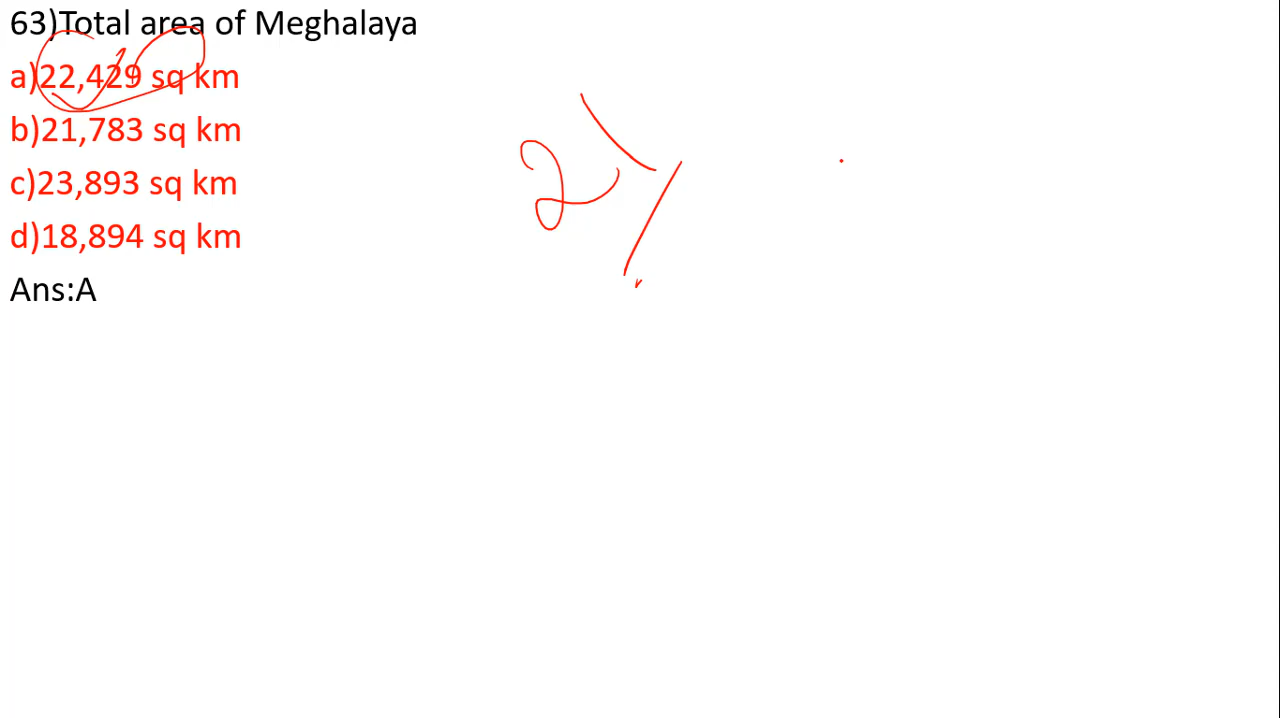 63)Total area of Meghalaya
a)22,429 sq km
b)21,783 sq km
c)23,893 sq km
d)18,894 sq km
Ans:A